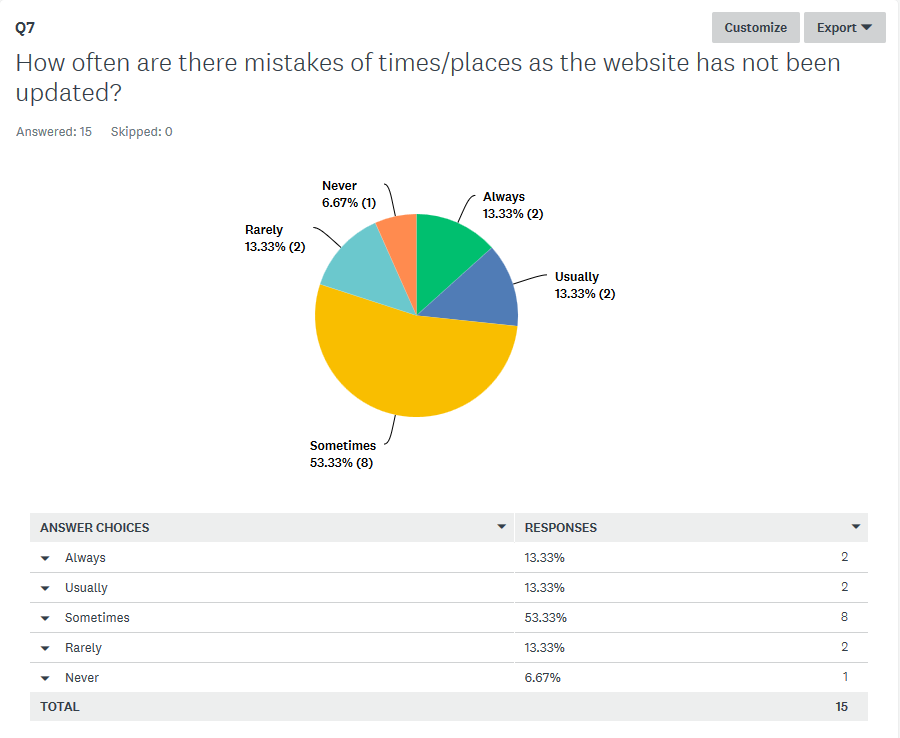 Q7
Customize
Export
How often are there mistakes of times/places as the website has not been
updated?
Answered: 15 Skipped: 0
Never
6.67% (1)
Always
13.33% (2)
Rarely
13.33% (2)
Usually
13.33% (2)
Sometimes
53.33% (8)
ANSWER CHOICES RESPONSES
Always 13.33% 2
Usually 13.33% 2
Sometimes 53.33% 8
Rarely 13.33% 2
Never 6.67% 1
TOTAL 15